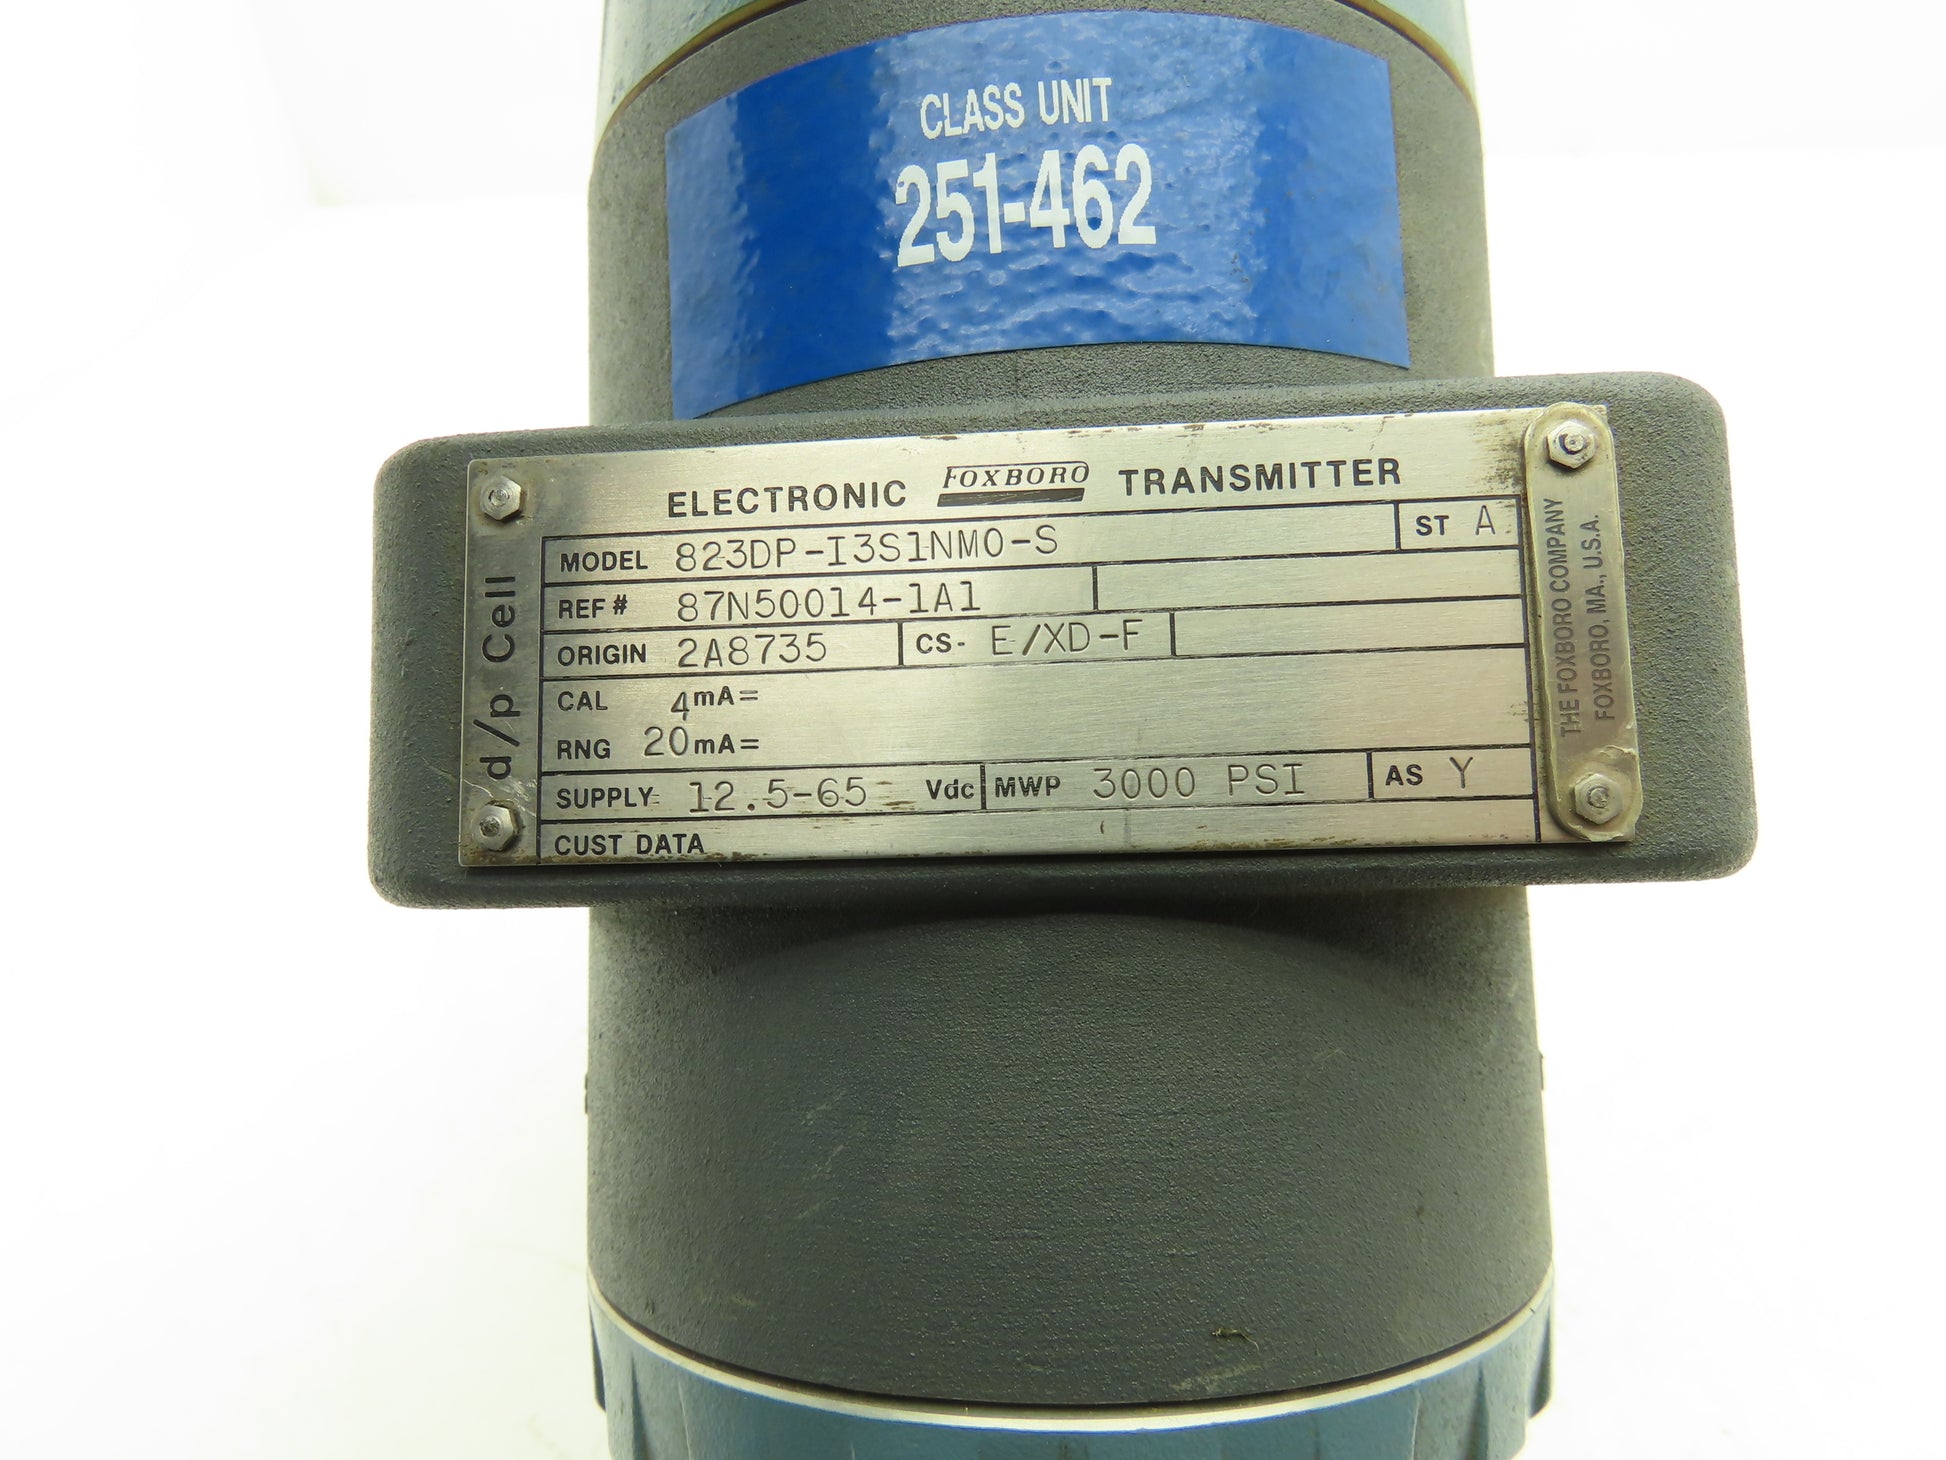 CLASS UNIT
251-462
ELECTRONIC FOXBORO TRANSMITTER
MODEL 823DP-I3S1NM0-S ST A
REF # 87N50014-1A1
ORIGIN 2A8735 CS- E/XD-F
CAL 4mA=
RNG 20mA=
SUPPLY 12.5-65 Vdc MWP 3000 PSI AS Y
CUST DATA
d/p Cell
THE FOXBORO COMPANY
FOXBORO, MA., U.S.A.